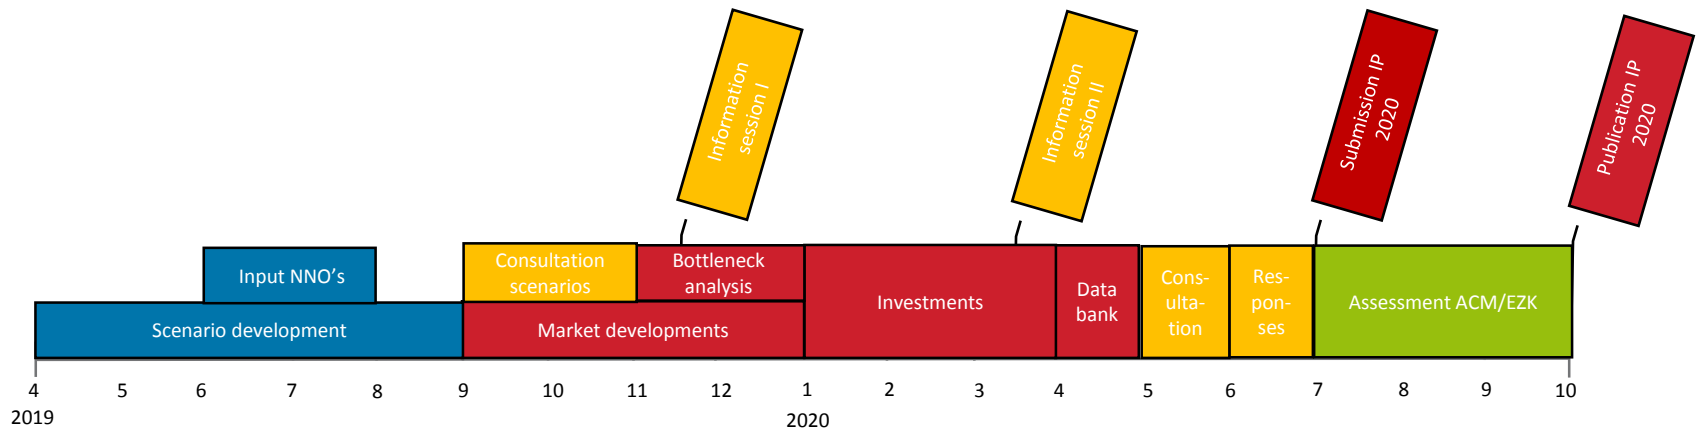 Information
session I
Information
session II
Submission IP
2020
Publication IP
2020
Input NNO’s
Consultation
scenarios
Bottleneck
analysis
Scenario development
Market developments
Investments
Data
bank
Cons-
ulta-
tion
Res-
pon-
ses
Assessment ACM/EZK
4 5 6 7 8 9 10 11 12 1 2 3 4 5 6 7 8 9 10
2019 2020